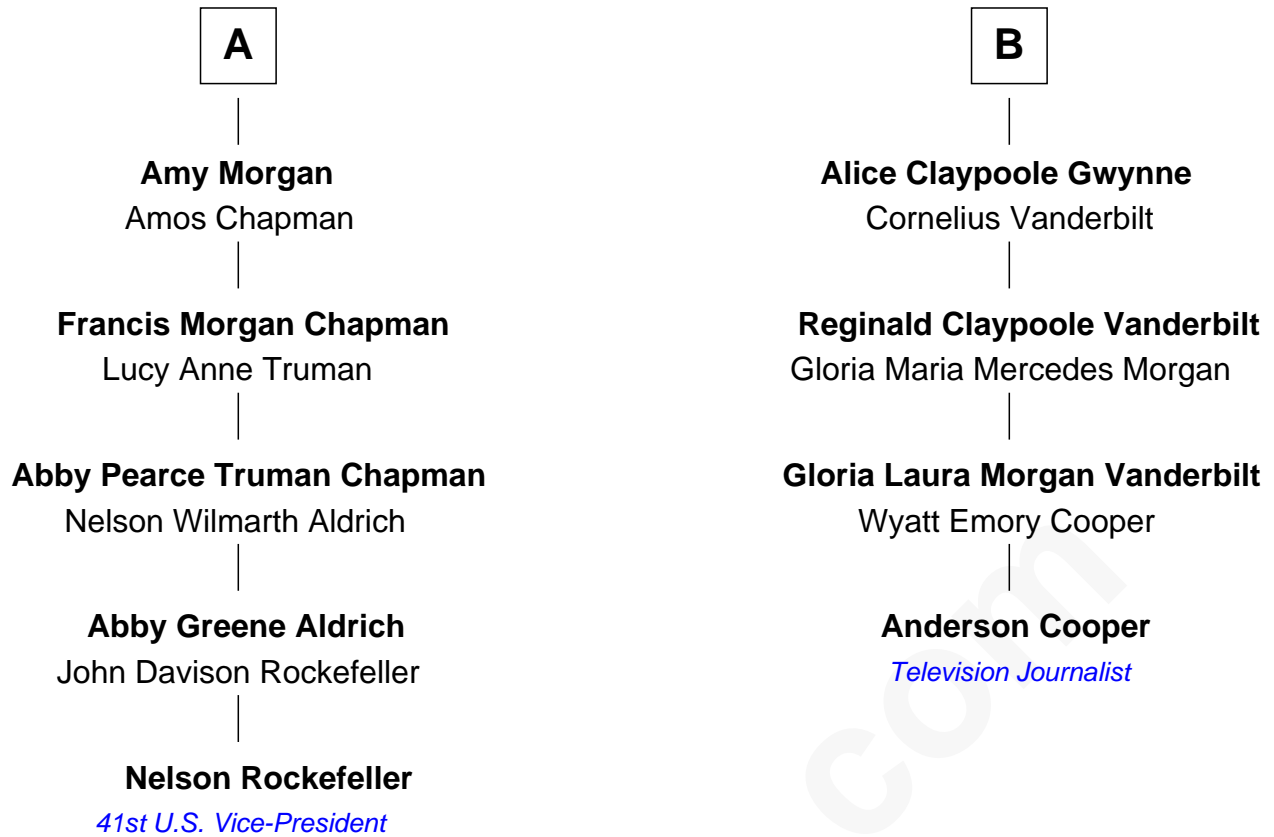 A
Amy Morgan
Amos Chapman
Francis Morgan Chapman
Lucy Anne Truman
Abby Pearce Truman Chapman
Nelson Wilmarth Aldrich
Abby Greene Aldrich
John Davison Rockefeller
Nelson Rockefeller
41st U.S. Vice-President
B
Alice Claypoole Gwynne
Cornelius Vanderbilt
Reginald Claypoole Vanderbilt
Gloria Maria Mercedes Morgan
Gloria Laura Morgan Vanderbilt
Wyatt Emory Cooper
Anderson Cooper
Television Journalist
com